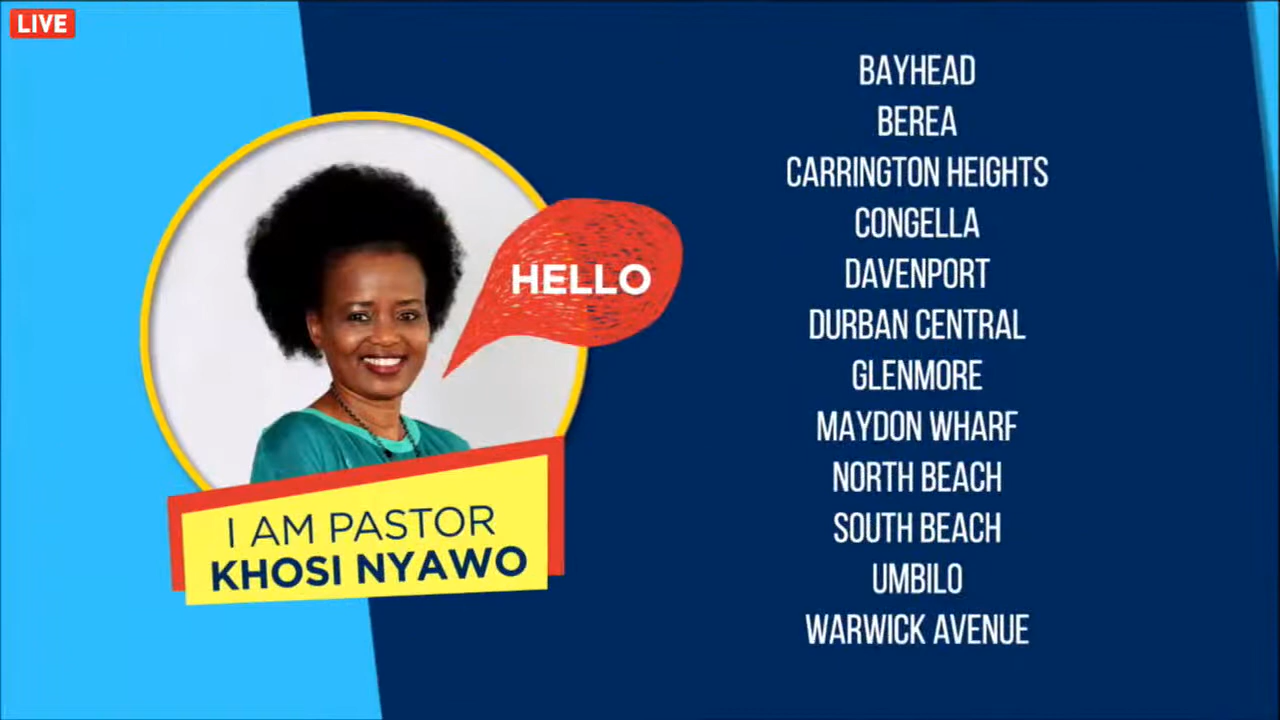 LIVE
HELLO
I AM PASTOR
KHOSI NYAWO
BAYHEAD
BEREA
CARRINGTON HEIGHTS
CONGELLA
DAVENPORT
DURBAN CENTRAL
GLENMORE
MAYDON WHARF
NORTH BEACH
SOUTH BEACH
UMBILO
WARWICK AVENUE